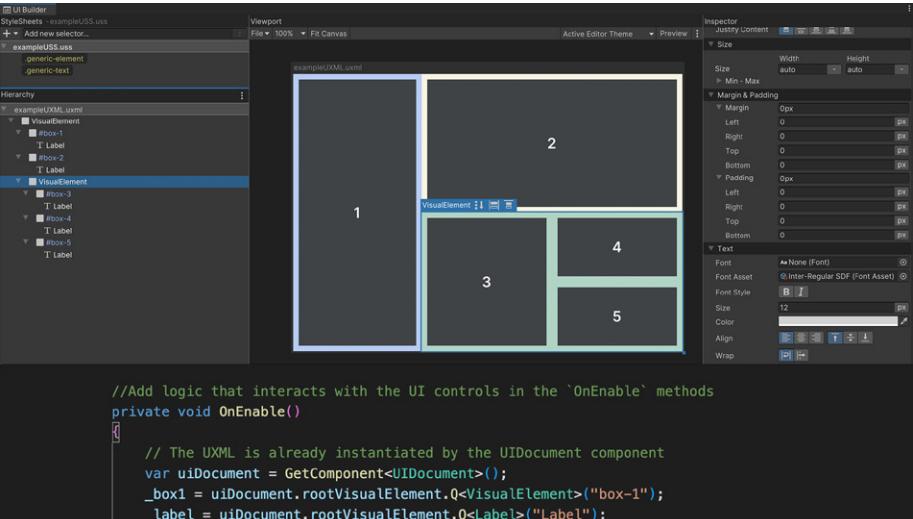 UI Builder
StyleSheets - exampleUSS.uss
Add new selector...
exampleUSS.uss
.generic-element
.generic-text
Hierarchy
exampleUXML.uxml
VisualElement
#box-1
Label
#box-2
Label
VisualElement
#box-3
Label
#box-4
Label
#box-5
Label
Viewport
File 100% Fit Canvas Active Editor Theme Preview
exampleUXML.uxml
1
2
VisualElement
3
4
5
Inspector
Justify Content
Size
Width Height
Size auto - auto -
Min - Max
Margin & Padding
Margin 0px
Left 0 px
Right 0 px
Top 0 px
Bottom 0 px
Padding 0px
Left 0 px
Right 0 px
Top 0 px
Bottom 0 px
Text
Font Aa None (Font)
Font Asset Inter-Regular SDF (Font Asset)
Font Style B I
Size 12 px
Color
Align
Wrap
//Add logic that interacts with the UI controls in the `OnEnable` methods
private void OnEnable()
{
// The UXML is already instantiated by the UIDocument component
var uiDocument = GetComponent<UIDocument>();
_box1 = uiDocument.rootVisualElement.Q<VisualElement>("box-1");
label = uiDocument.rootVisualElement.Q<Label>("Label");